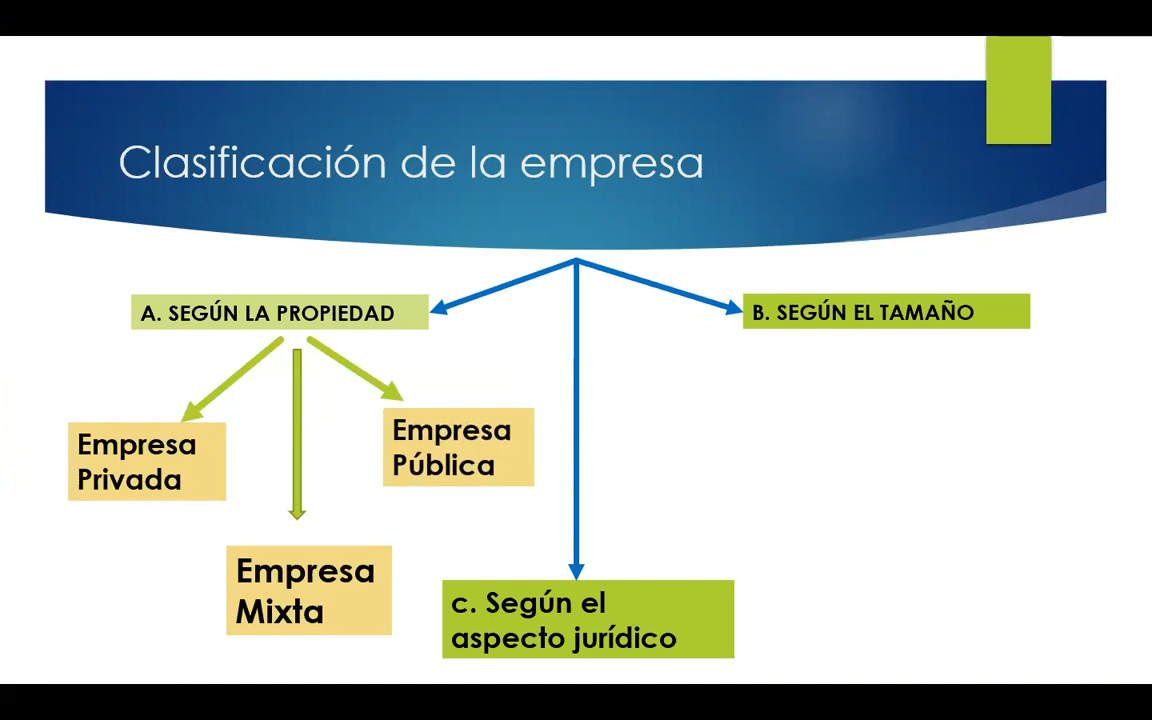 Clasificación de la empresa
A. SEGÚN LA PROPIEDAD
B. SEGÚN EL TAMAÑO
Empresa
Privada
Empresa
Pública
Empresa
Mixta
c. Según el
aspecto jurídico